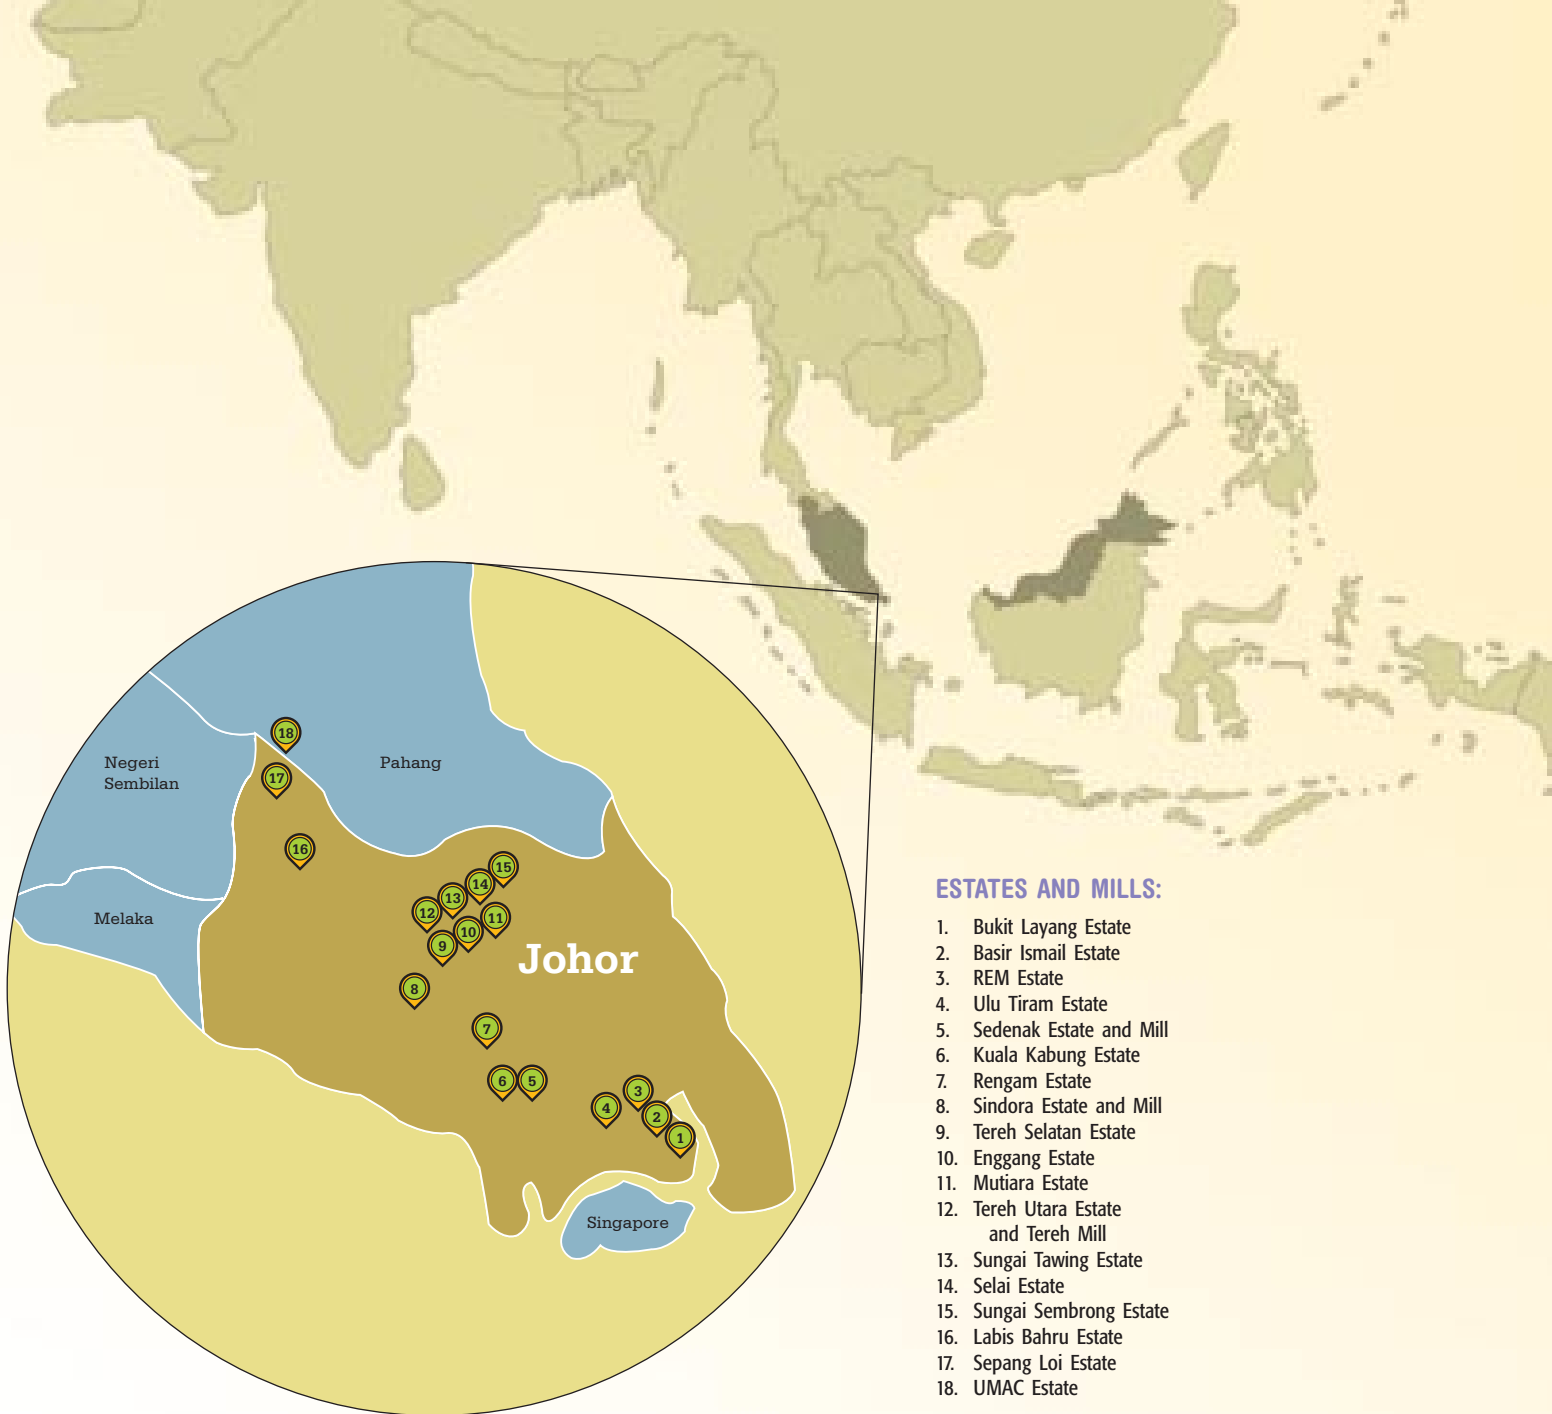 18
Negeri
Sembilan
Pahang
17
16
15
14
13
12
11
10
9
Melaka
Johor
8
7
6
5
4
3
2
1
Singapore
ESTATES AND MILLS:
1. Bukit Layang Estate
2. Basir Ismail Estate
3. REM Estate
4. Ulu Tiram Estate
5. Sedenak Estate and Mill
6. Kuala Kabung Estate
7. Rengam Estate
8. Sindora Estate and Mill
9. Tereh Selatan Estate
10. Enggang Estate
11. Mutiara Estate
12. Tereh Utara Estate
and Tereh Mill
13. Sungai Tawing Estate
14. Selai Estate
15. Sungai Sembrong Estate
16. Labis Bahru Estate
17. Sepang Loi Estate
18. UMAC Estate